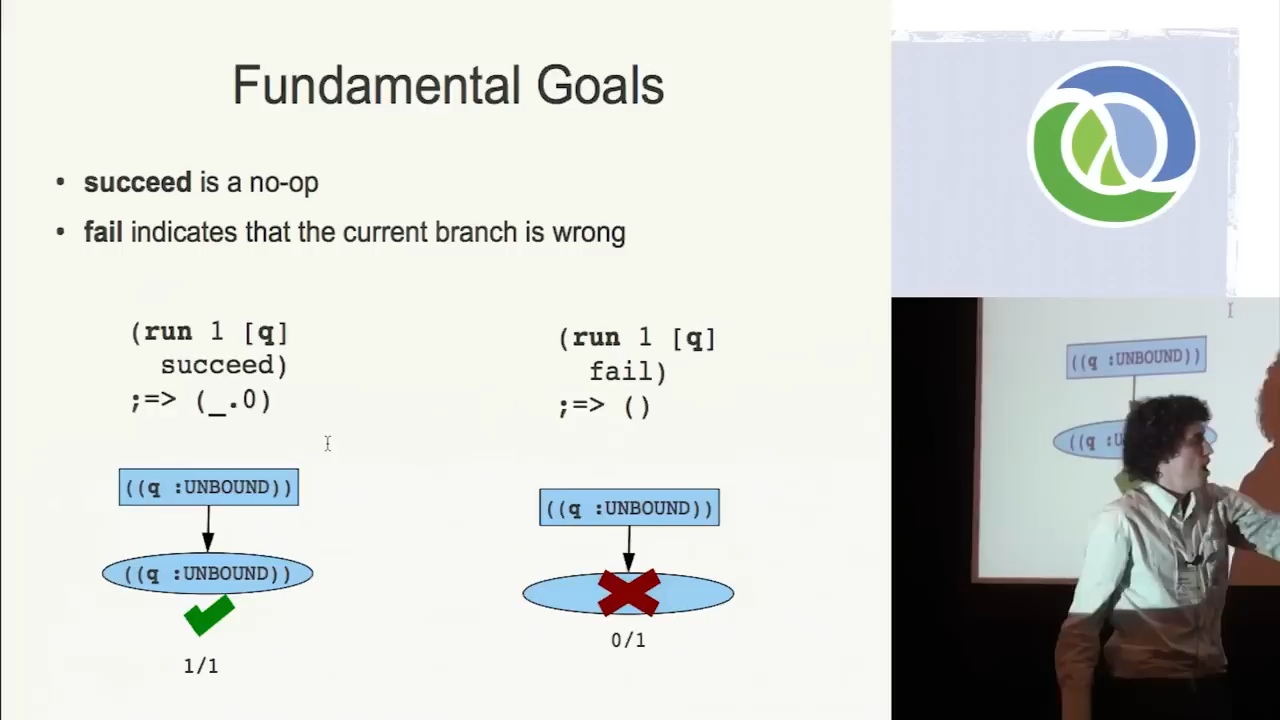 Fundamental Goals
• succeed is a no-op
• fail indicates that the current branch is wrong
(run 1 [q]
succeed)
;=> (_.0)
((q :UNBOUND))
((q :UNBOUND))
1/1
(run 1 [q]
fail)
;=> ()
((q :UNBOUND))
0/1
((q :UNBOUND))
((q :U